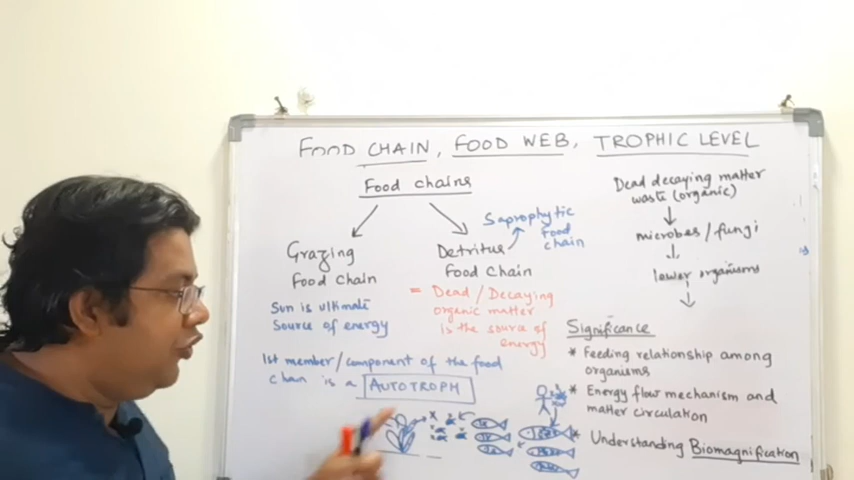 FOOD CHAIN, FOOD WEB, TROPHIC LEVEL
Food chains
Grazing
Food Chain
Sun is ultimate
Source of energy
Detritus
Food Chain
Saprophytic
Food
chain
= Dead/Decaying
organic matter
is the source of
energy
1st member/component of the food
chain is a AUTOTROPH
Dead decaying matter
waste (organic)
microbes/fungi
lower organisms
Significance
* Feeding relationship among
organisms
* Energy flow mechanism and
matter circulation
* Understanding Biomagnification